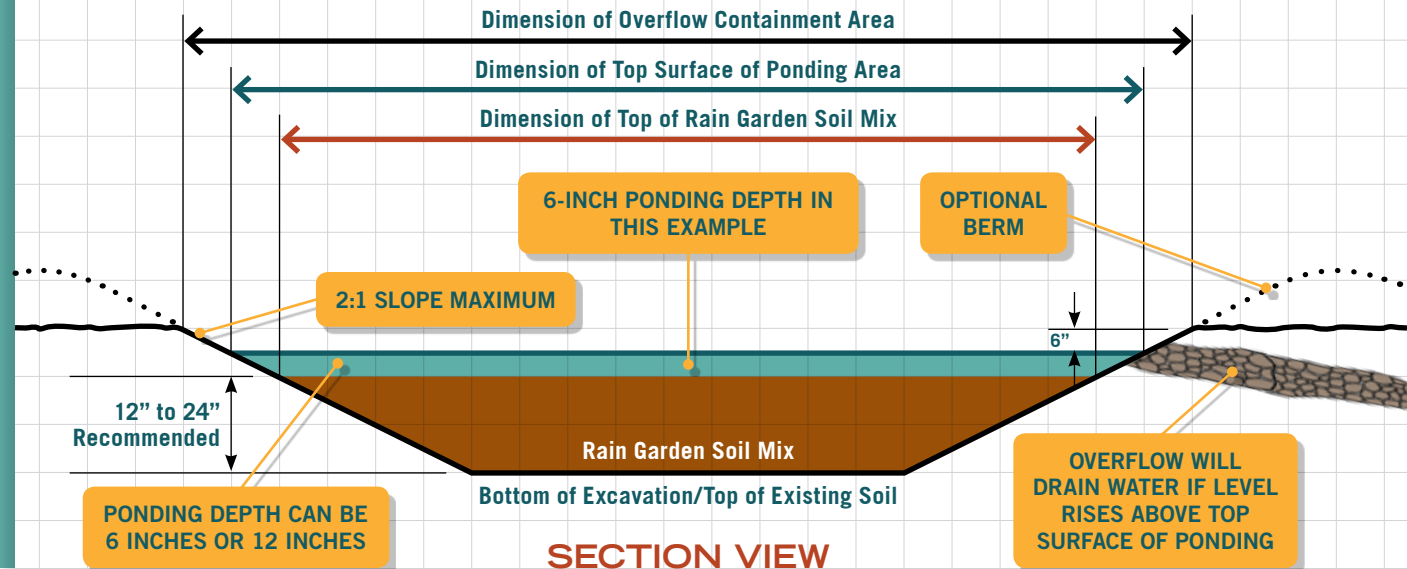 Dimension of Overflow Containment Area
Dimension of Top Surface of Ponding Area
Dimension of Top of Rain Garden Soil Mix
6-INCH PONDING DEPTH IN
THIS EXAMPLE
OPTIONAL
BERM
2:1 SLOPE MAXIMUM
6”
12” to 24”
Recommended
Rain Garden Soil Mix
Bottom of Excavation/Top of Existing Soil
PONDING DEPTH CAN BE
6 INCHES OR 12 INCHES
OVERFLOW WILL
DRAIN WATER IF LEVEL
RISES ABOVE TOP
SURFACE OF PONDING
SECTION VIEW